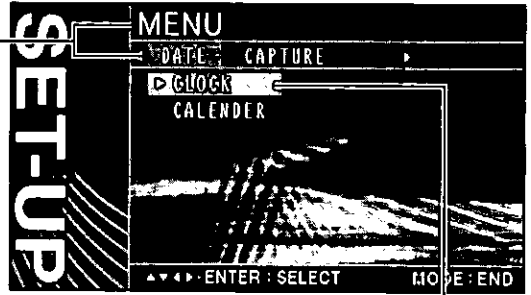 SET-UP
MENU
DATE CAPTURE ▶
▷ CLOCK
CALENDER
▲▼◀▶:ENTER:SELECT MODE:END